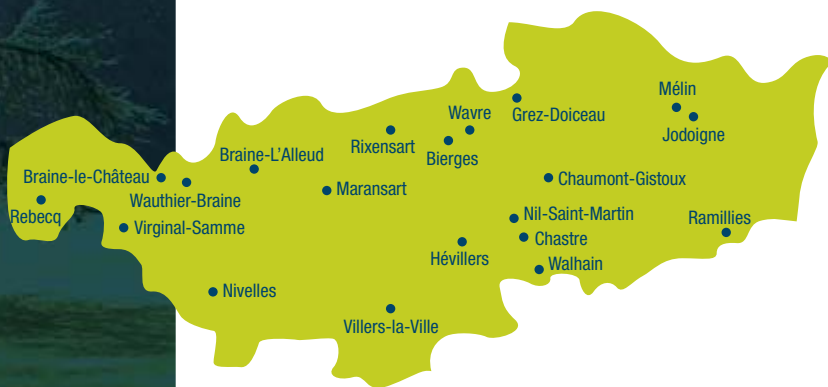 Mélin
Wavre
Grez-Doiceau
Jodoigne
Braine-L'Alleud
Rixensart
Bierges
Braine-le-Château
Chaumont-Gistoux
Wauthier-Braine
Maransart
Rebecq
Virginal-Samme
Nil-Saint-Martin
Ramillies
Chastre
Hévillers
Walhain
Nivelles
Villers-la-Ville